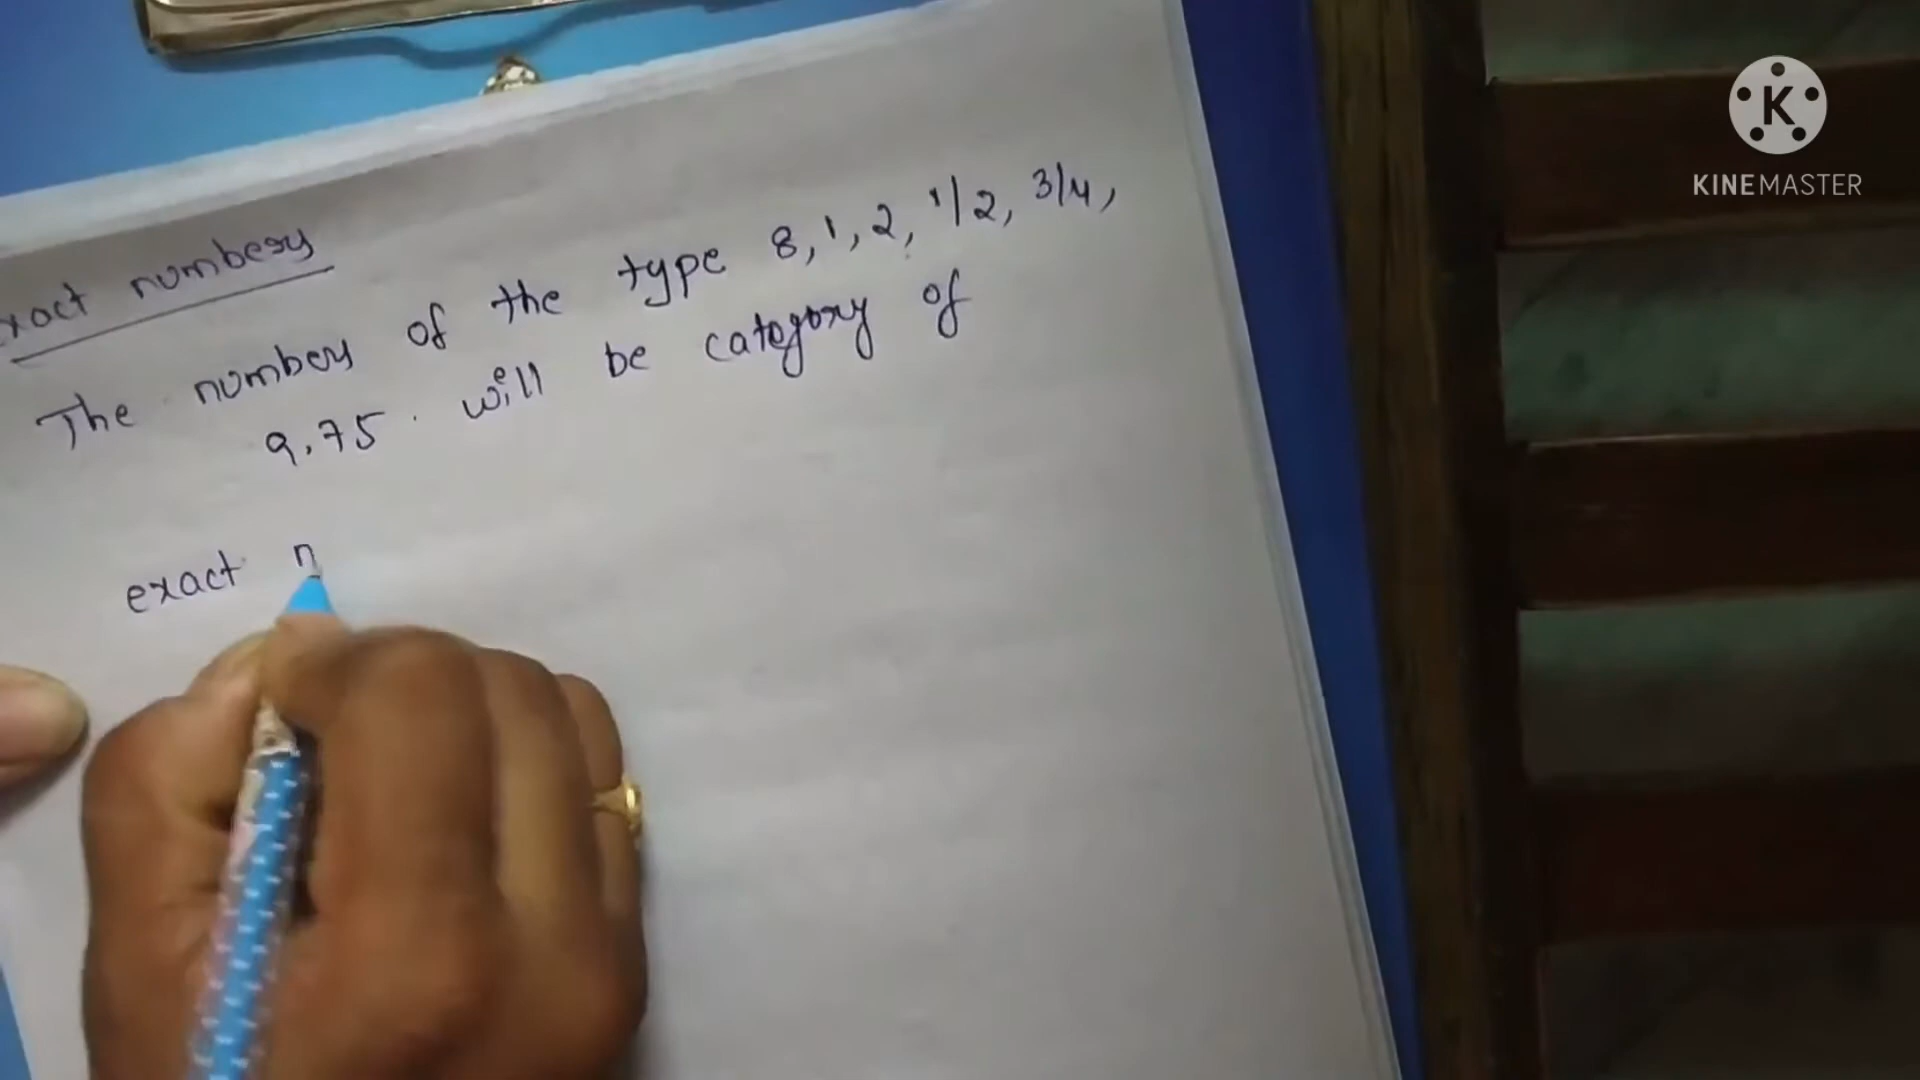 xact numbers
The numbers of the type 8, 1, 2, 1/2, 3/4,
9.75. will be category of
exact n
K
KINEMASTER